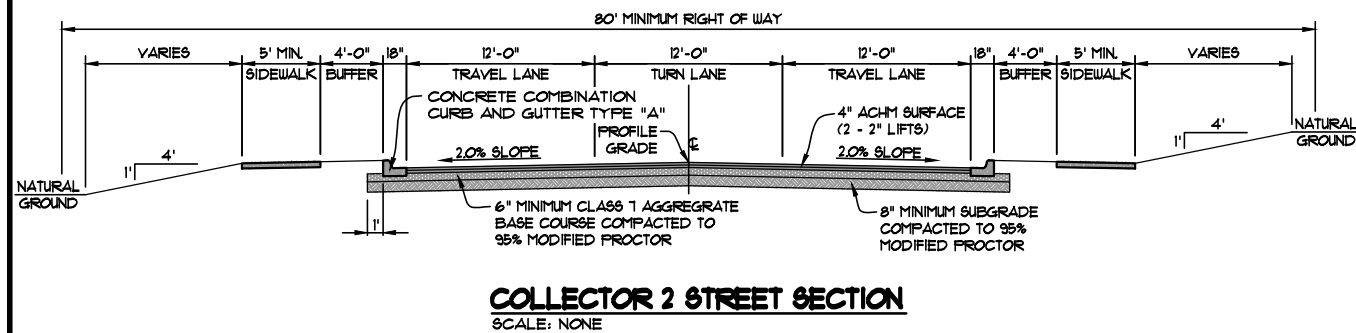 80' MINIMUM RIGHT OF WAY
VARIES
5' MIN.
SIDEWALK
4'-0"
BUFFER
18"
12'-0"
TRAVEL LANE
12'-0"
TURN LANE
12'-0"
TRAVEL LANE
18"
4'-0"
BUFFER
5' MIN.
SIDEWALK
VARIES
CONCRETE COMBINATION
CURB AND GUTTER TYPE "A"
PROFILE
GRADE
℄
4" ACHM SURFACE
(2 - 2" LIFTS)
2.0% SLOPE
2.0% SLOPE
4'
1'
4'
1'
NATURAL
GROUND
NATURAL
GROUND
1'
6" MINIMUM CLASS 7 AGGREGRATE
BASE COURSE COMPACTED TO
95% MODIFIED PROCTOR
8" MINIMUM SUBGRADE
COMPACTED TO 95%
MODIFIED PROCTOR
COLLECTOR 2 STREET SECTION
SCALE: NONE